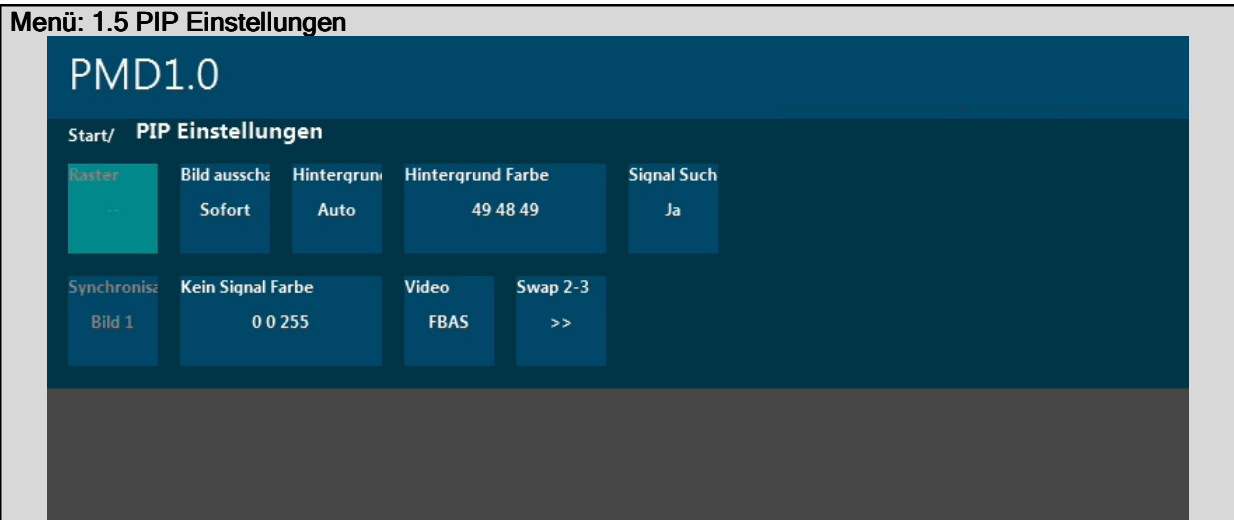 Menü: 1.5 PIP Einstellungen
PMD1.0
Start/ PIP Einstellungen
Raster Bild ausscha Hintergrun Hintergrund Farbe Signal Such
-- Sofort Auto 49 48 49 Ja
Synchronisa Kein Signal Farbe Video Swap 2-3
Bild 1 0 0 255 FBAS >>